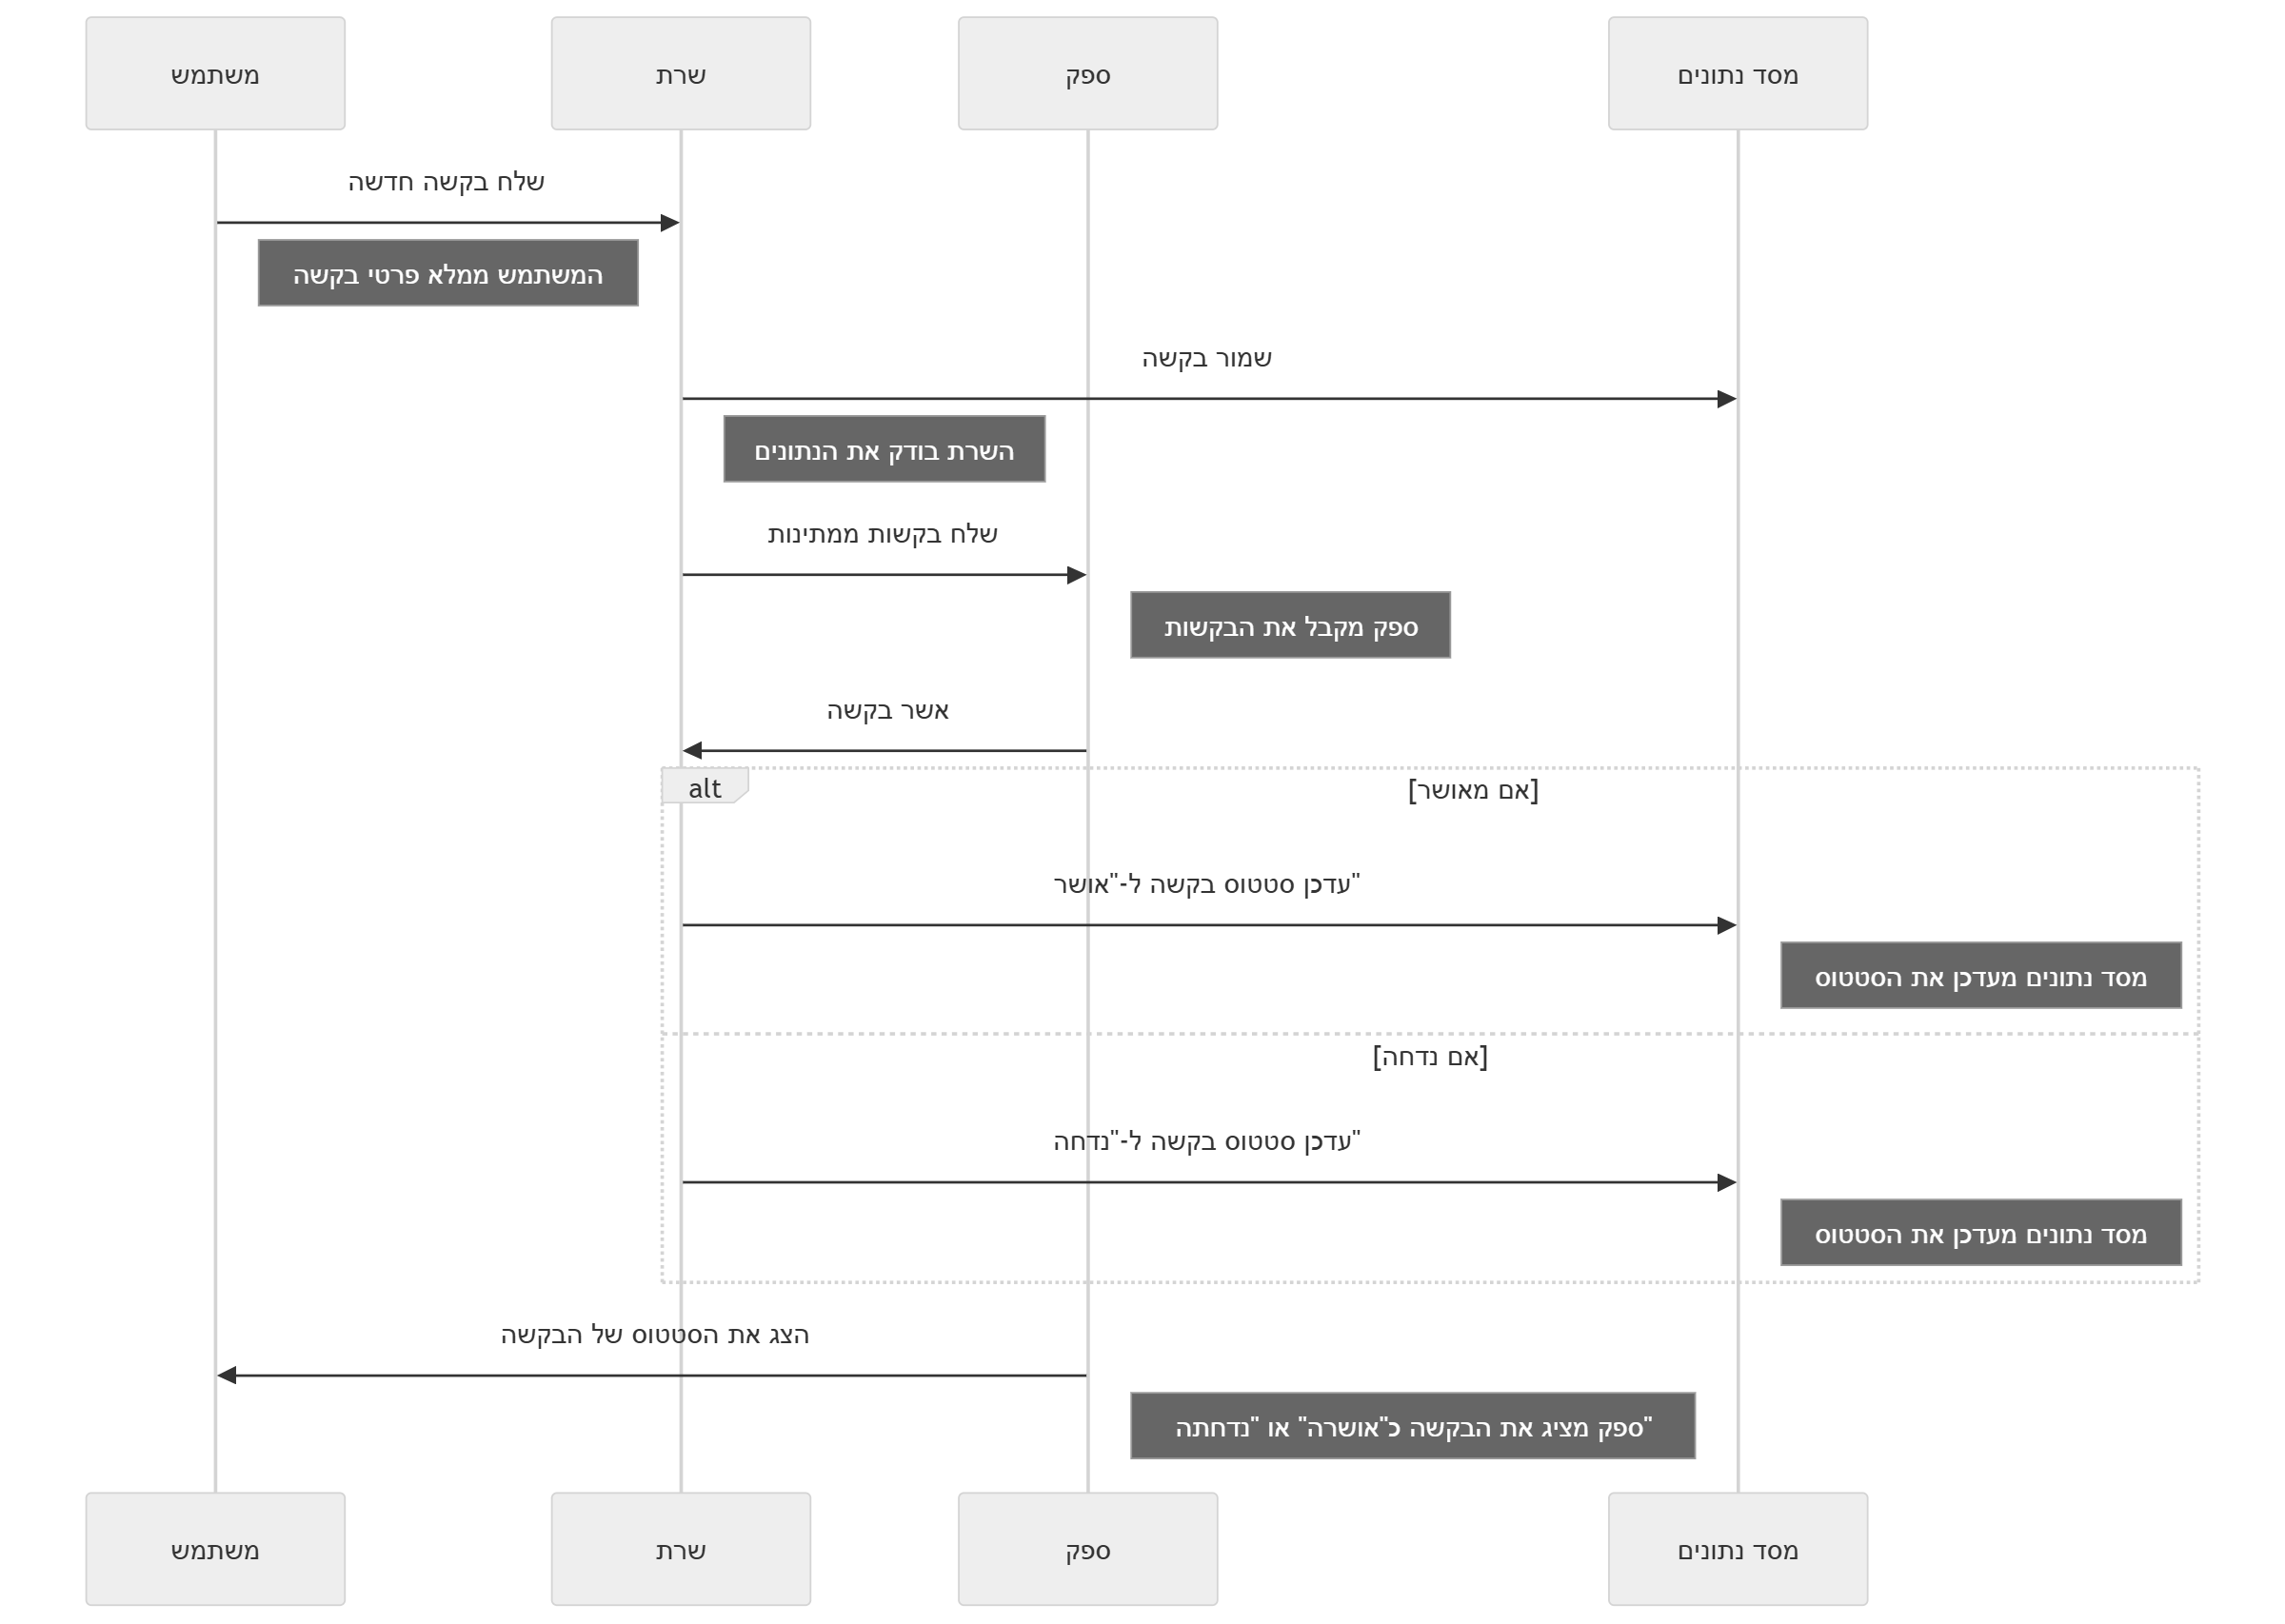 משתמש
שרת
ספק
מסד נתונים
שלח בקשה חדשה
המשתמש ממלא פרטי בקשה
שמור בקשה
השרת בודק את הנתונים
שלח בקשות ממתינות
ספק מקבל את הבקשות
אשר בקשה
alt
[אם מאושר]
עדכן סטטוס בקשה ל-"אושר"
מסד נתונים מעדכן את הסטטוס
[אם נדחה]
עדכן סטטוס בקשה ל-"נדחה"
מסד נתונים מעדכן את הסטטוס
הצג את הסטטוס של הבקשה
ספק מציג את הבקשה כ"אושרה" או "נדחתה"
משתמש
שרת
ספק
מסד נתונים